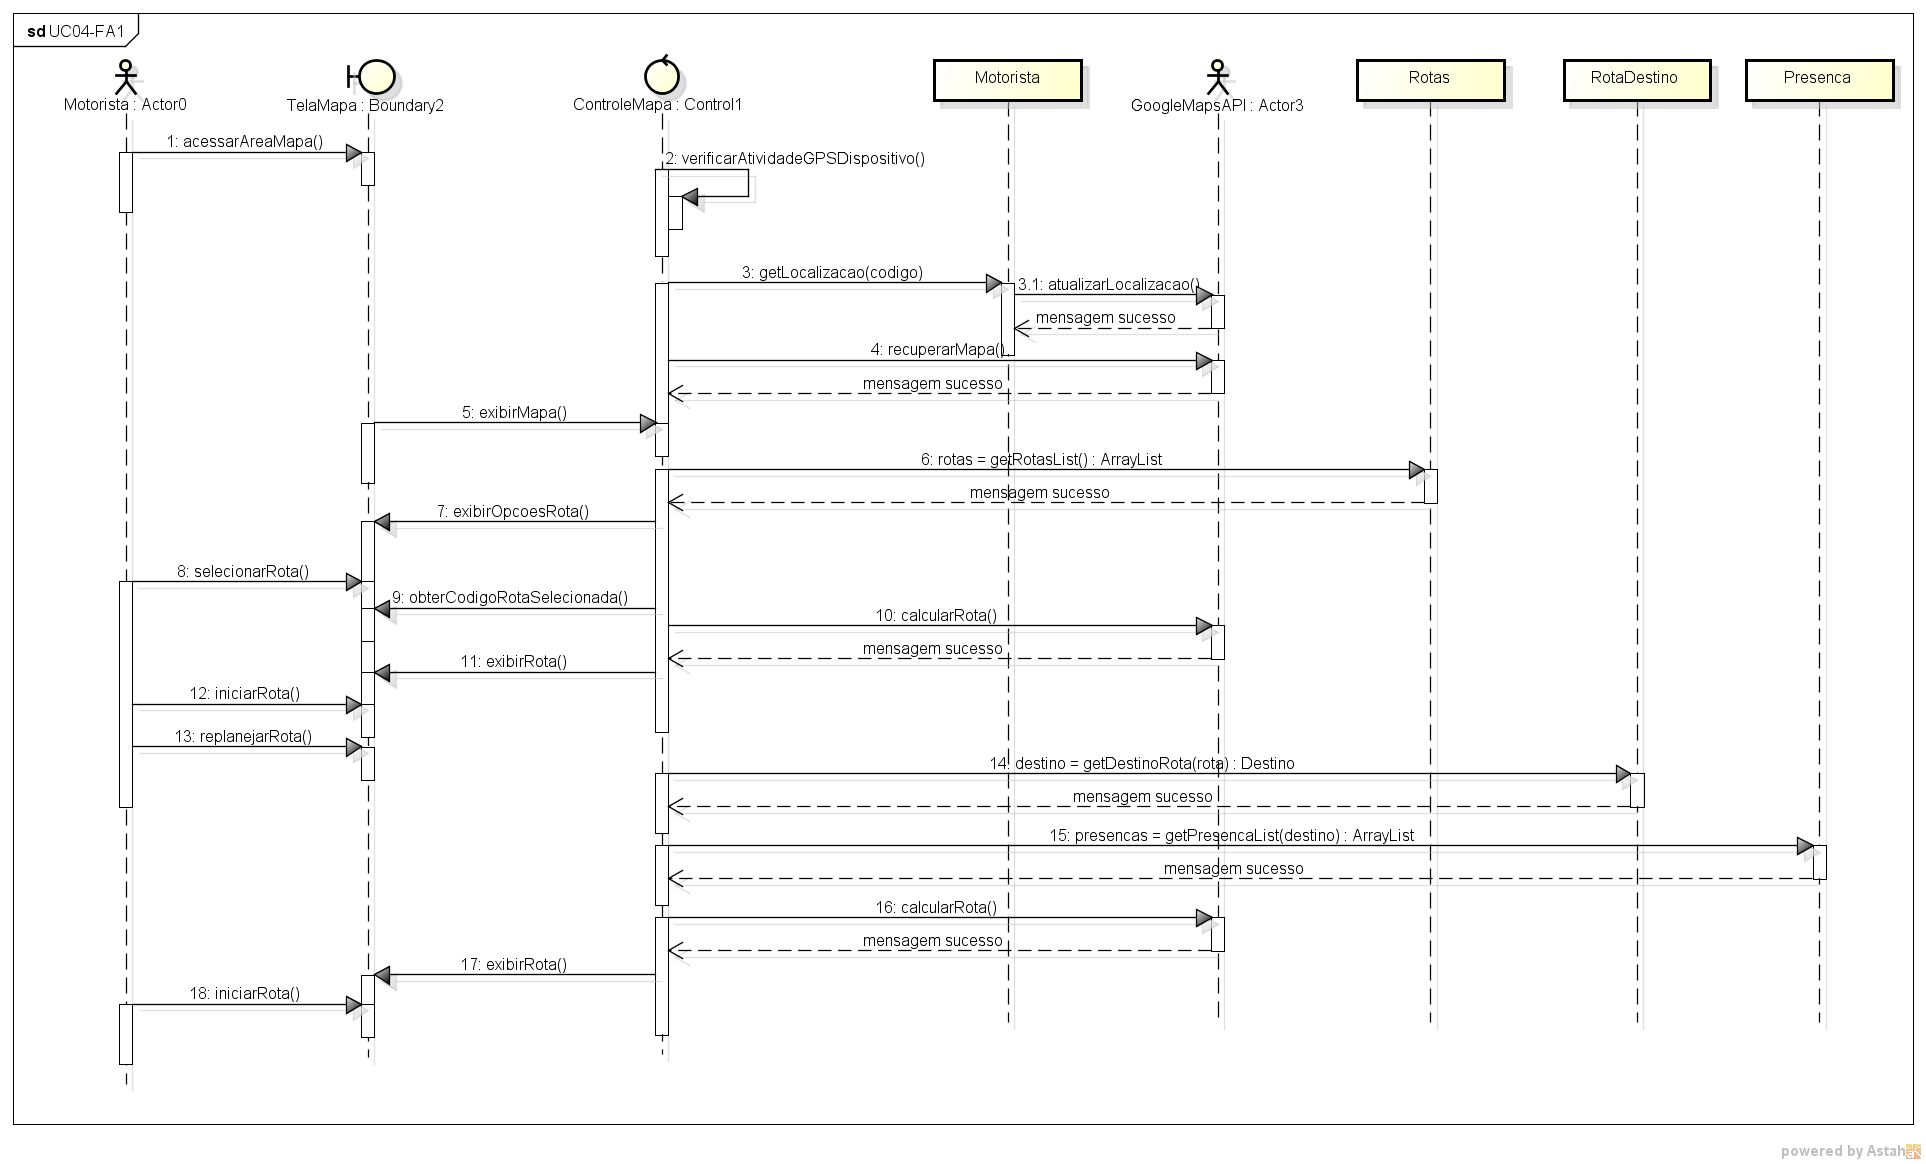 sd UC04-FA1
Motorista : Actor0
TelaMapa : Boundary2
ControleMapa : Control1
Motorista
GoogleMapsAPI : Actor3
Rotas
RotaDestino
Presenca
1: acessarAreaMapa()
2: verificarAtividadeGPSDispositivo()
3: getLocalizacao(codigo)
3.1: atualizarLocalizacao()
mensagem sucesso
4: recuperarMapa()
mensagem sucesso
5: exibirMapa()
6: rotas = getRotasList() : ArrayList
mensagem sucesso
7: exibirOpcoesRota()
8: selecionarRota()
9: obterCodigoRotaSelecionada()
10: calcularRota()
mensagem sucesso
11: exibirRota()
12: iniciarRota()
13: replanejarRota()
14: destino = getDestinoRota(rota) : Destino
mensagem sucesso
15: presencas = getPresencaList(destino) : ArrayList
mensagem sucesso
16: calcularRota()
mensagem sucesso
17: exibirRota()
18: iniciarRota()
powered by Astah